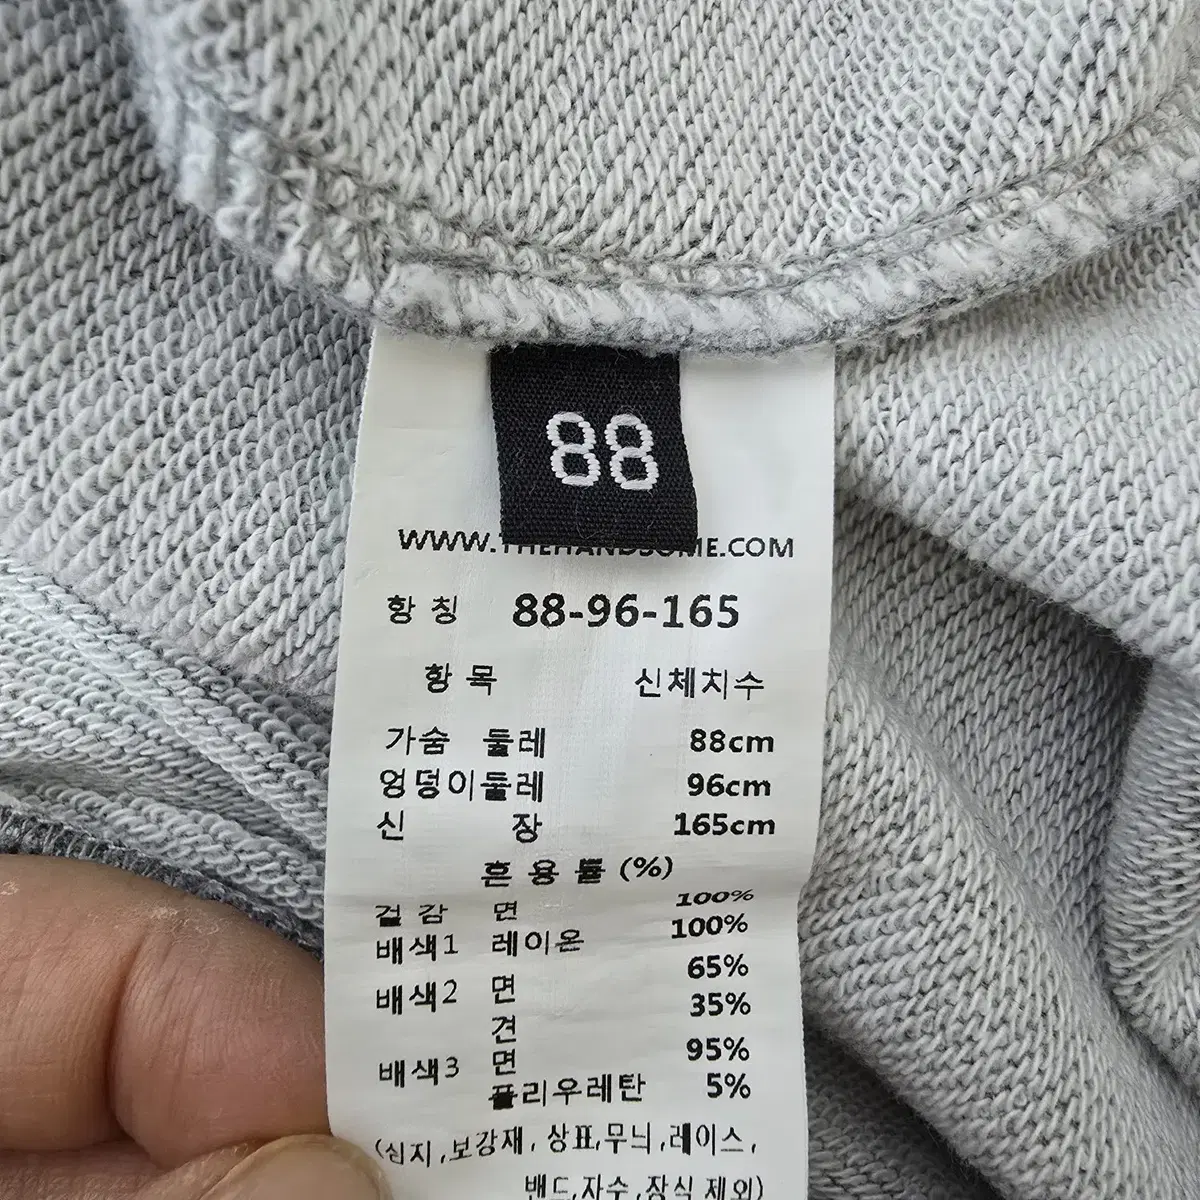 88
WWW.THEHANDSOME.COM
항 칭 88-96-165
항 목 신체치수
가슴 둘레 88cm
엉덩이둘레 96cm
신 장 165cm
흔 용 률 (%)
걸 감 면 100%
배색1 레이온 100%
배색2 면 65%
견 35%
배색3 면 95%
폴리우레탄 5%
(심지,보강재,상표,무늬,레이스,
밴드,자수,장식 제외)